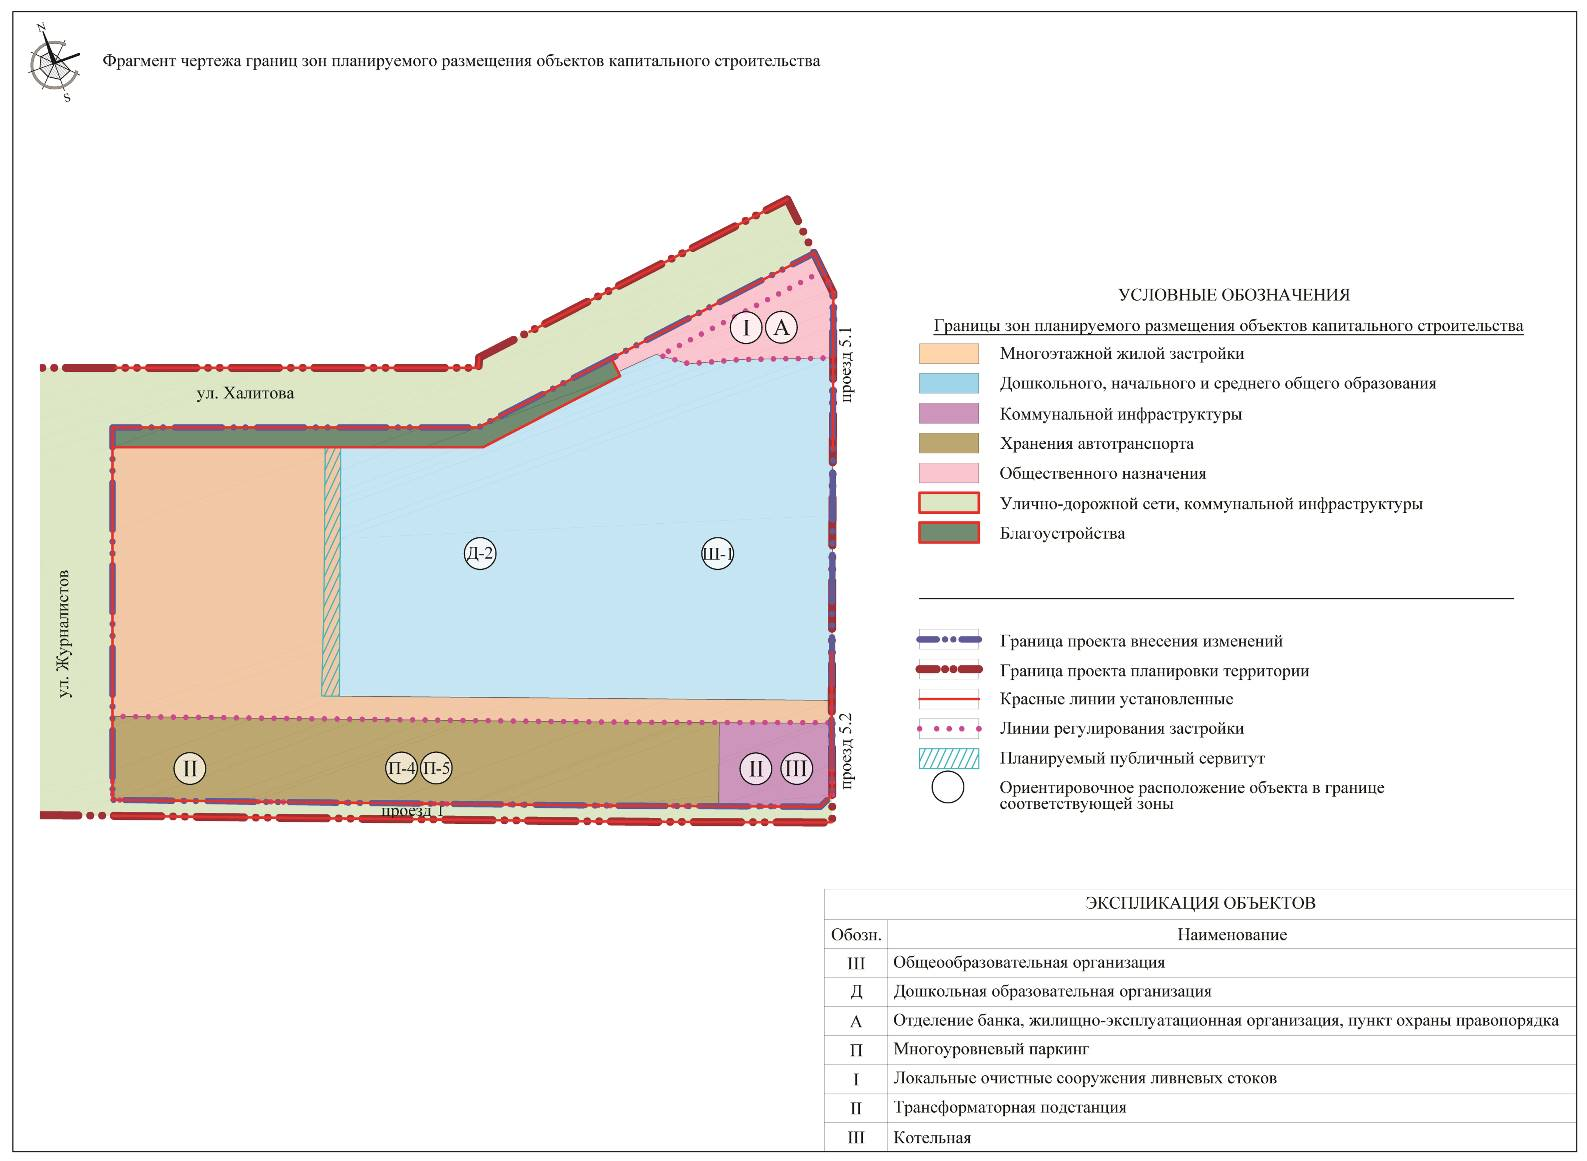 N
S
Фрагмент чертежа границ зон планируемого размещения объектов капитального строительства
ул. Халитова
ул. Журналистов
проезд 5.1
проезд 5.2
проезд 1
I
А
Д-2
Ш-1
II
П-4
П-5
II
III
УСЛОВНЫЕ ОБОЗНАЧЕНИЯ
Границы зон планируемого размещения объектов капитального строительства
Многоэтажной жилой застройки
Дошкольного, начального и среднего общего образования
Коммунальной инфраструктуры
Хранения автотранспорта
Общественного назначения
Улично-дорожной сети, коммунальной инфраструктуры
Благоустройства
Граница проекта внесения изменений
Граница проекта планировки территории
Красные линии установленные
Линии регулирования застройки
Планируемый публичный сервитут
Ориентировочное расположение объекта в границе
соответствующей зоны
ЭКСПЛИКАЦИЯ ОБЪЕКТОВ
Обозн. Наименование
Ш Общеообразовательная организация
Д Дошкольная образовательная организация
А Отделение банка, жилищно-эксплуатационная организация, пункт охраны правопорядка
П Многоуровневый паркинг
I Локальные очистные сооружения ливневых стоков
II Трансформаторная подстанция
III Котельная